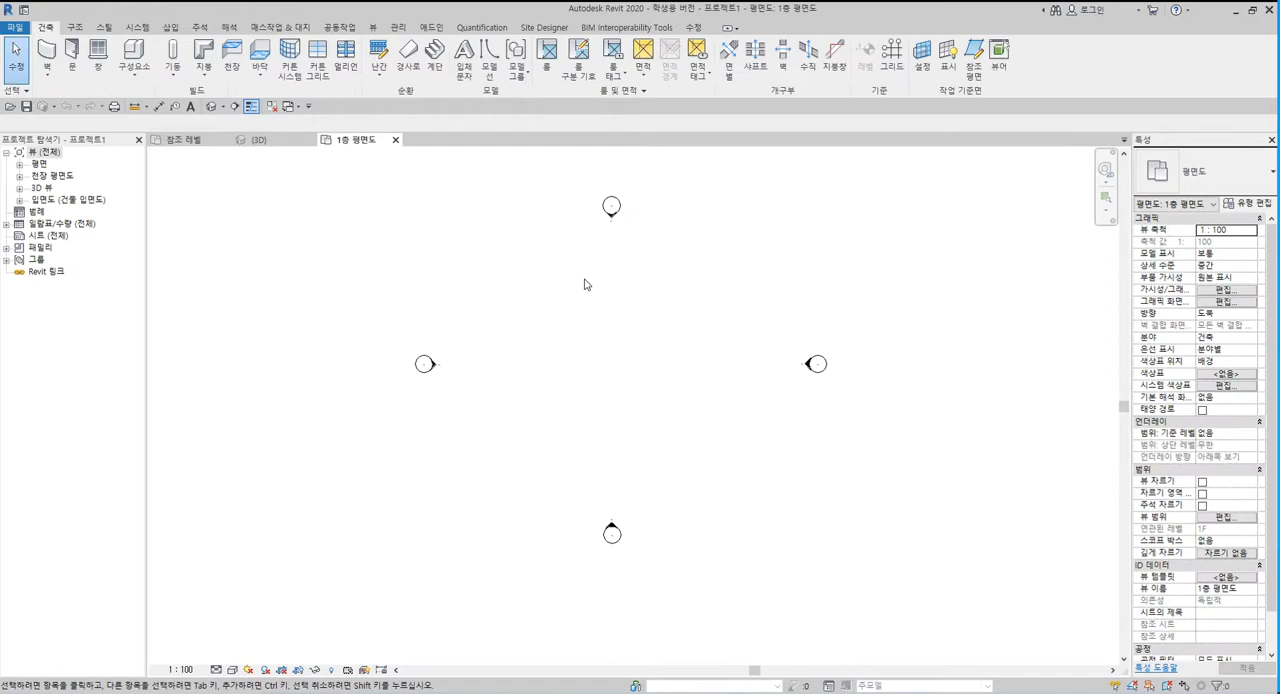 Autodesk Revit 2020 - 학생용 버전 - 프로젝트1 - 평면도: 1층 평면도
로그인
파일 건축 구조 스틸 시스템 삽입 주석 해석 매스작업 & 대지 공동작업 뷰 관리 애드인 Quantification Site Designer BIM Interoperability Tools 수정
수정 벽 문 창 구성요소 기둥 지붕 천장 바닥 커튼 시스템 커튼 그리드 멀리언 난간 경사로 계단 입체 문자 모델 선 모델 그룹 룸 룸 구분 기호 룸 태그 면적 면적 경계 면적 태그 면별 샤프트 벽 수직 지붕창 레벨 그리드 설정 표시 참조 평면 뷰어
선택 빌드 순환 모델 룸 및 면적 개구부 기준 작업 기준면
프로젝트 탐색기 - 프로젝트1
참조 레벨 {3D} 1층 평면도
특성
뷰 (전체)
평면
천장 평면도
3D 뷰
입면도 (건물 입면도)
범례
일람표/수량 (전체)
시트 (전체)
패밀리
그룹
Revit 링크
평면도
평면도: 1층 평면도 유형 편집
그래픽
뷰 축척 1 : 100
축척 값 1: 100
모델 표시 보통
상세 수준 중간
부품 가시성 원본 표시
가시성/그래... 편집...
그래픽 화면... 편집...
방향 도북
벽 결합 화면... 모든 벽 결합 ...
분야 건축
은선 표시 분야별
색상표 위치 배경
색상표 <없음>
시스템 색상표 편집...
기본 해석 화... 없음
태양 경로
언더레이
범위: 기준 레벨 없음
범위: 상단 레벨 무한
언더레이 방향 아래쪽 보기
범위
뷰 자르기
자르기 영역 ...
주석 자르기
뷰 범위 편집...
연관된 레벨 1F
스코프 박스 없음
깊게 자르기 자르기 없음
ID 데이터
뷰 템플릿 <없음>
뷰 이름 1층 평면도
의존성 독립적
시트의 제목
참조 시트
참조 상세
공정
공정 필터 모두 표시
특성 도움말 적용
1 : 100
선택하려면 항목을 클릭하고, 다른 항목을 선택하려면 Tab 키, 추가하려면 Ctrl 키, 선택 취소하려면 Shift 키를 누르십시오.
:0 주모델 :0